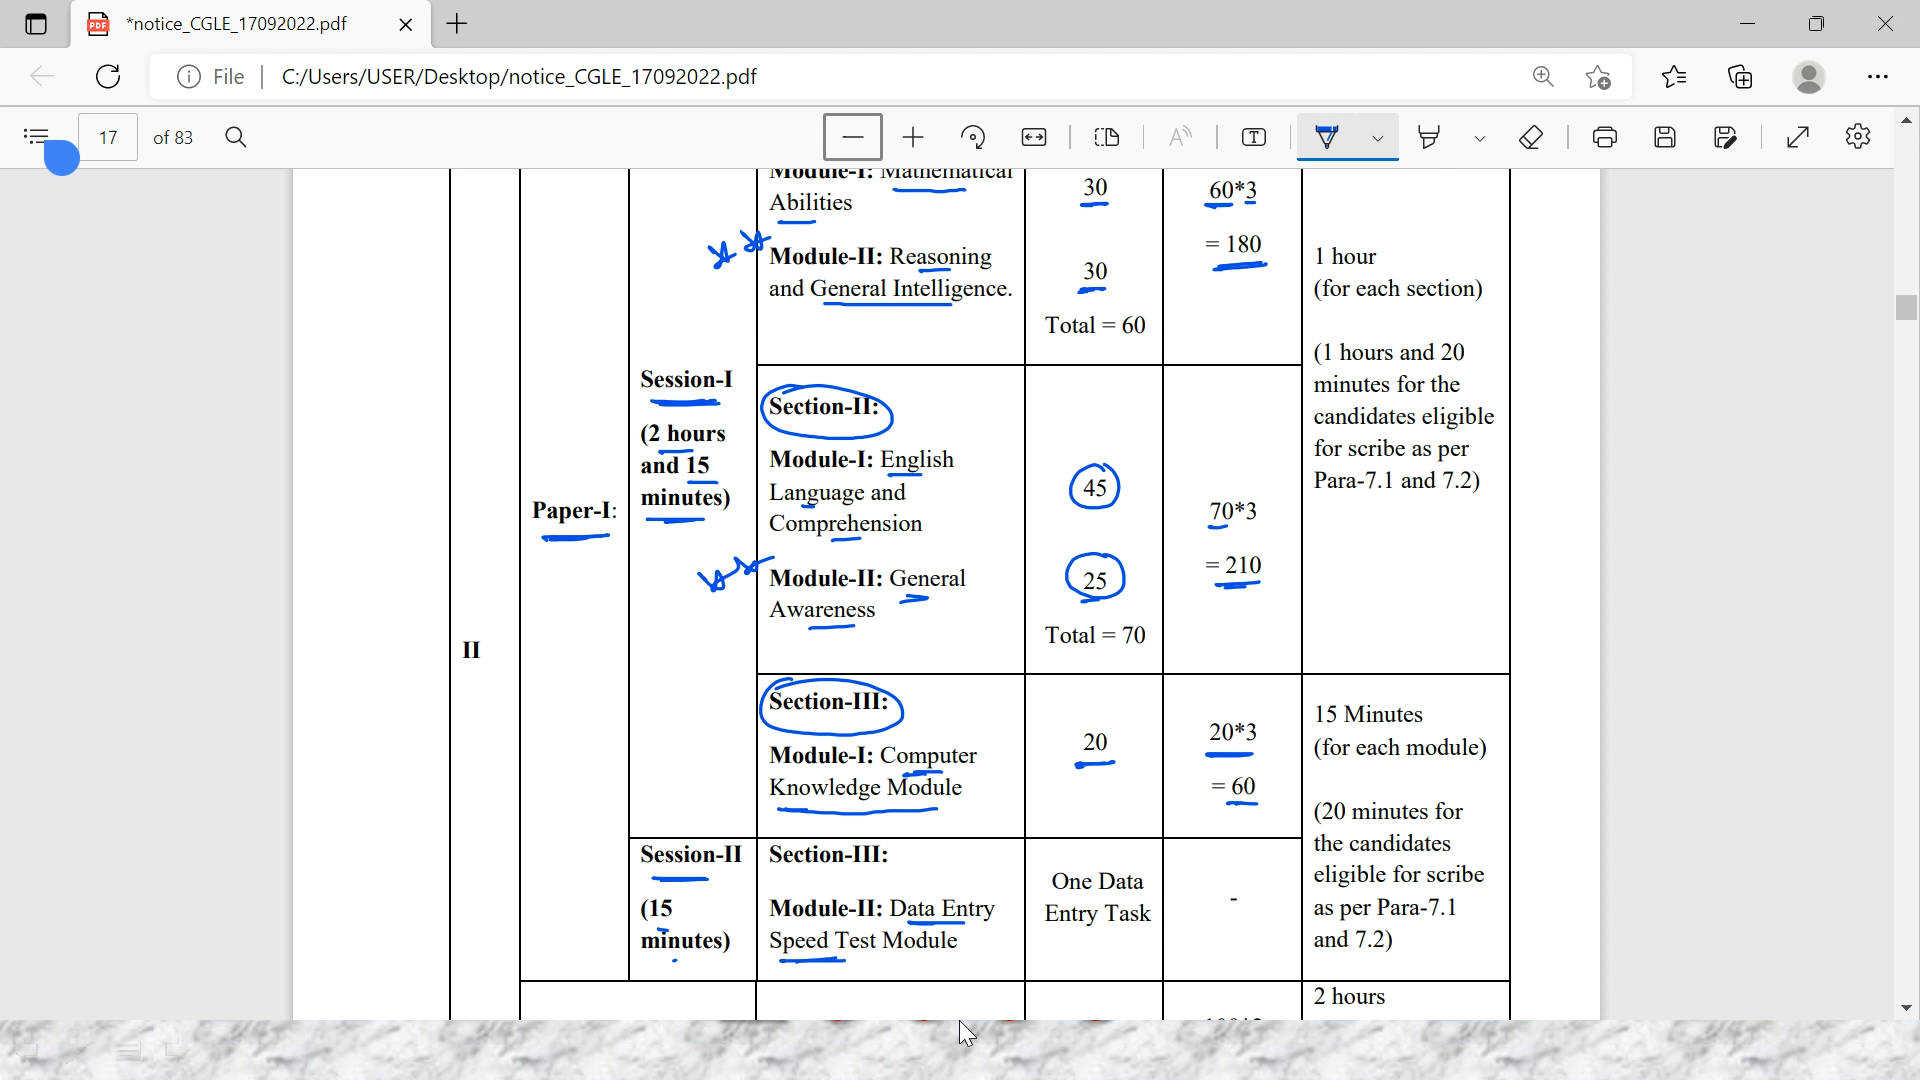 *notice_CGLE_17092022.pdf
File
C:/Users/USER/Desktop/notice_CGLE_17092022.pdf
17 of 83
Module-I: Mathematical
Abilities
30
60*3
= 180
Module-II: Reasoning
and General Intelligence.
30
Total = 60
1 hour
(for each section)
(1 hours and 20
minutes for the
candidates eligible
for scribe as per
Para-7.1 and 7.2)
II
Paper-I:
Session-I
(2 hours
and 15
minutes)
Section-II:
Module-I: English
Language and
Comprehension
45
Module-II: General
Awareness
25
Total = 70
70*3
= 210
Section-III:
Module-I: Computer
Knowledge Module
20
20*3
= 60
15 Minutes
(for each module)
(20 minutes for
the candidates
eligible for scribe
as per Para-7.1
and 7.2)
Session-II
(15
minutes)
Section-III:
Module-II: Data Entry
Speed Test Module
One Data
Entry Task
-
2 hours